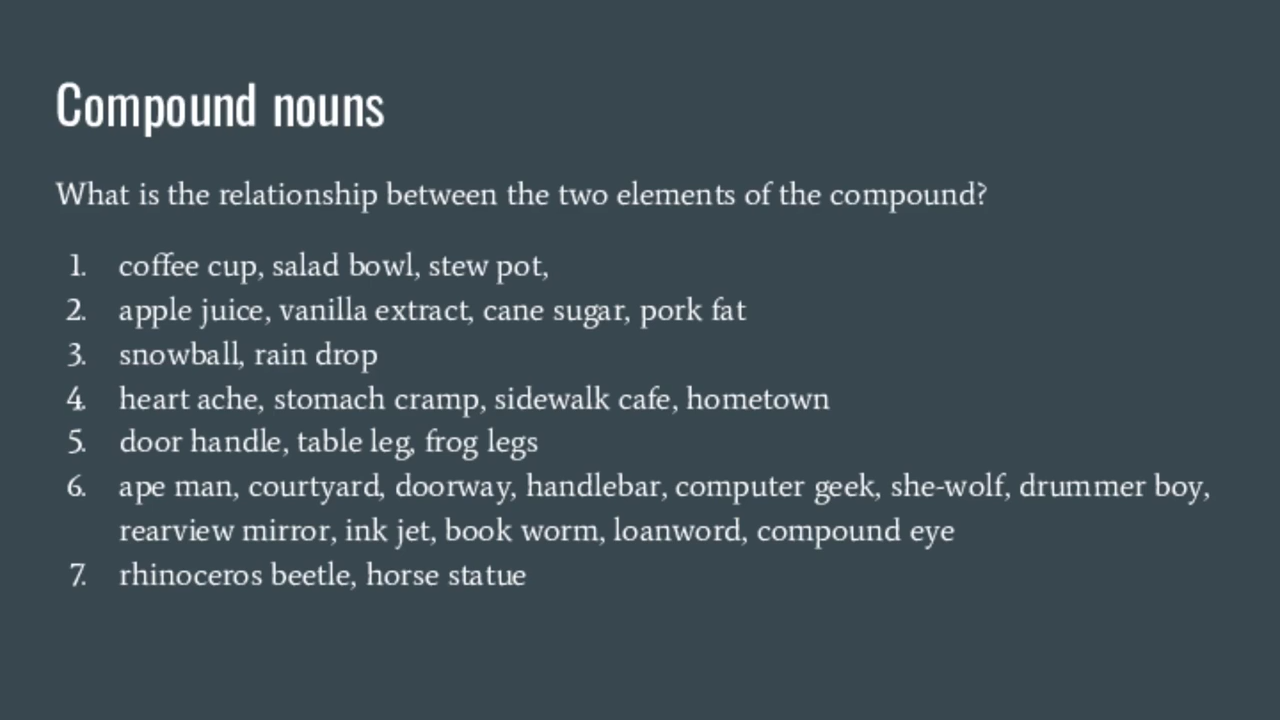 Compound nouns
What is the relationship between the two elements of the compound?
1. coffee cup, salad bowl, stew pot,
2. apple juice, vanilla extract, cane sugar, pork fat
3. snowball, rain drop
4. heart ache, stomach cramp, sidewalk cafe, hometown
5. door handle, table leg, frog legs
6. ape man, courtyard, doorway, handlebar, computer geek, she-wolf, drummer boy,
rearview mirror, ink jet, book worm, loanword, compound eye
7. rhinoceros beetle, horse statue